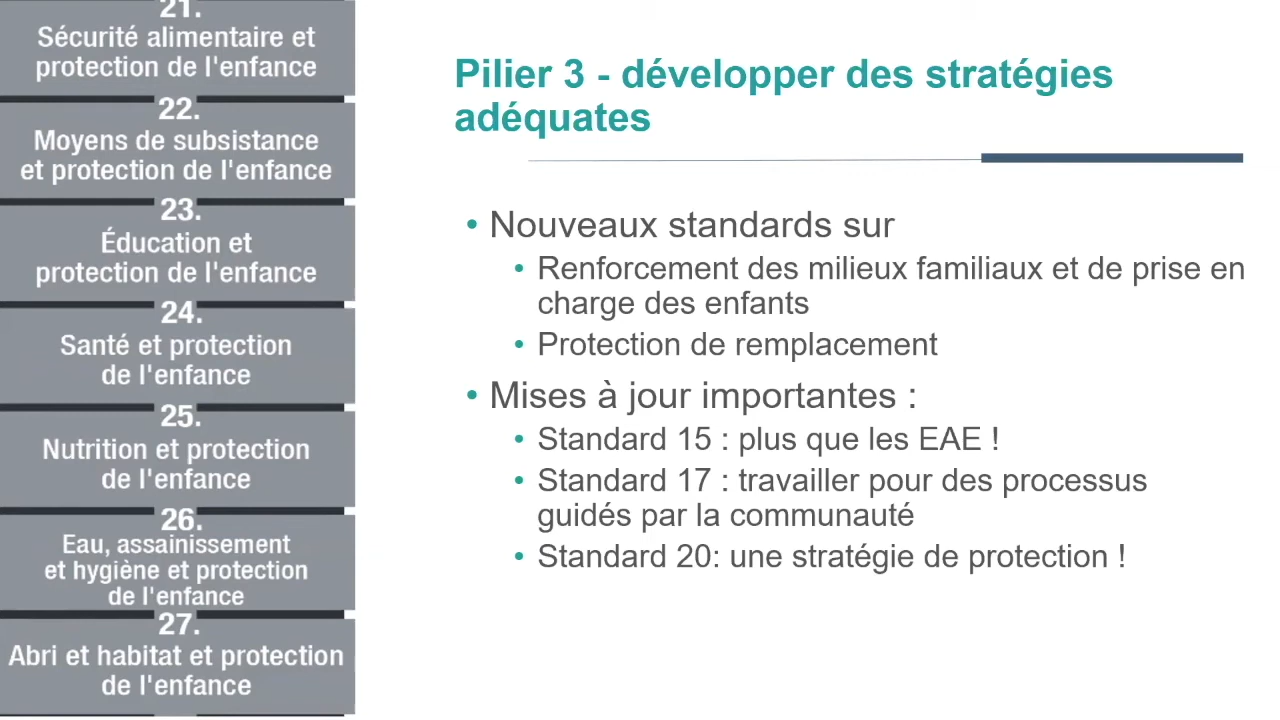 21.
Sécurité alimentaire et
protection de l'enfance
22.
Moyens de subsistance
et protection de l'enfance
23.
Éducation et
protection de l'enfance
24.
Santé et protection
de l'enfance
25.
Nutrition et protection
de l'enfance
26.
Eau, assainissement
et hygiène et protection
de l'enfance
27.
Abri et habitat et protection
de l'enfance
Pilier 3 - développer des stratégies
adéquates
• Nouveaux standards sur
• Renforcement des milieux familiaux et de prise en
charge des enfants
• Protection de remplacement
• Mises à jour importantes :
• Standard 15 : plus que les EAE !
• Standard 17 : travailler pour des processus
guidés par la communauté
• Standard 20: une stratégie de protection !